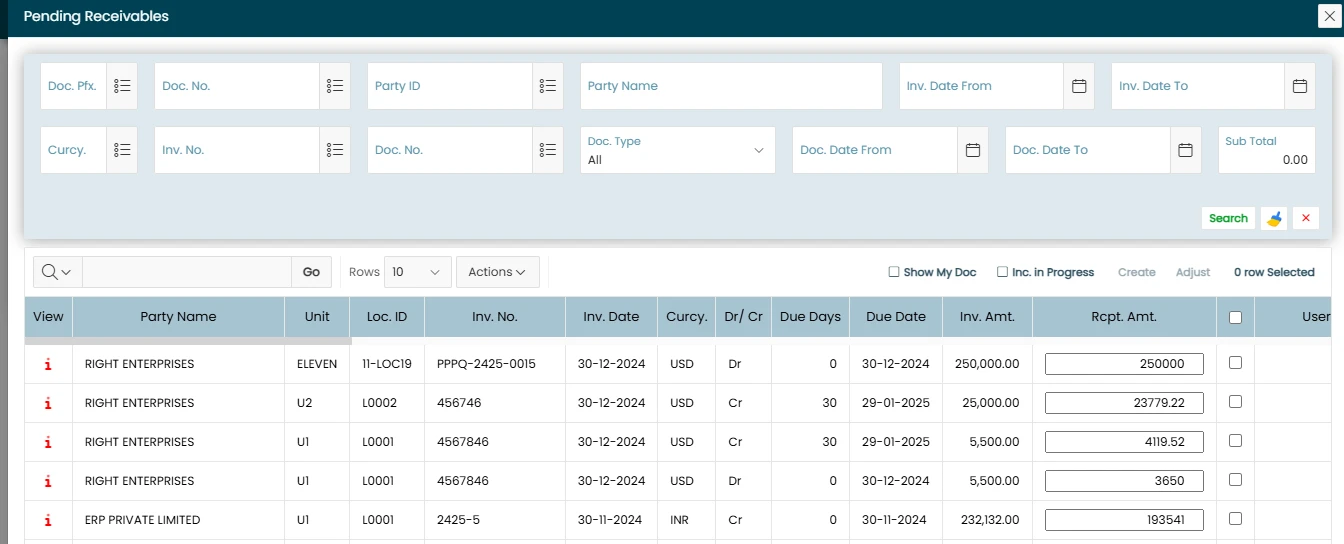 Pending Receivables
Doc. Pfx. Doc. No. Party ID Party Name Inv. Date From Inv. Date To
Curcy. Inv. No. Doc. No. Doc. Type All Doc. Date From Doc. Date To Sub Total 0.00
Search
Go Rows 10 Actions Show My Doc Inc. in Progress Create Adjust 0 row Selected
View Party Name Unit Loc. ID Inv. No. Inv. Date Curcy. Dr/ Cr Due Days Due Date Inv. Amt. Rcpt. Amt. User
RIGHT ENTERPRISES ELEVEN 11-LOC19 PPPQ-2425-0015 30-12-2024 USD Dr 0 30-12-2024 250,000.00 250000
RIGHT ENTERPRISES U2 L0002 456746 30-12-2024 USD Cr 30 29-01-2025 25,000.00 23779.22
RIGHT ENTERPRISES U1 L0001 4567846 30-12-2024 USD Cr 30 29-01-2025 5,500.00 4119.52
RIGHT ENTERPRISES U1 L0001 4567846 30-12-2024 USD Dr 0 30-12-2024 5,500.00 3650
ERP PRIVATE LIMITED U1 L0001 2425-5 30-11-2024 INR Cr 0 30-11-2024 232,132.00 193541